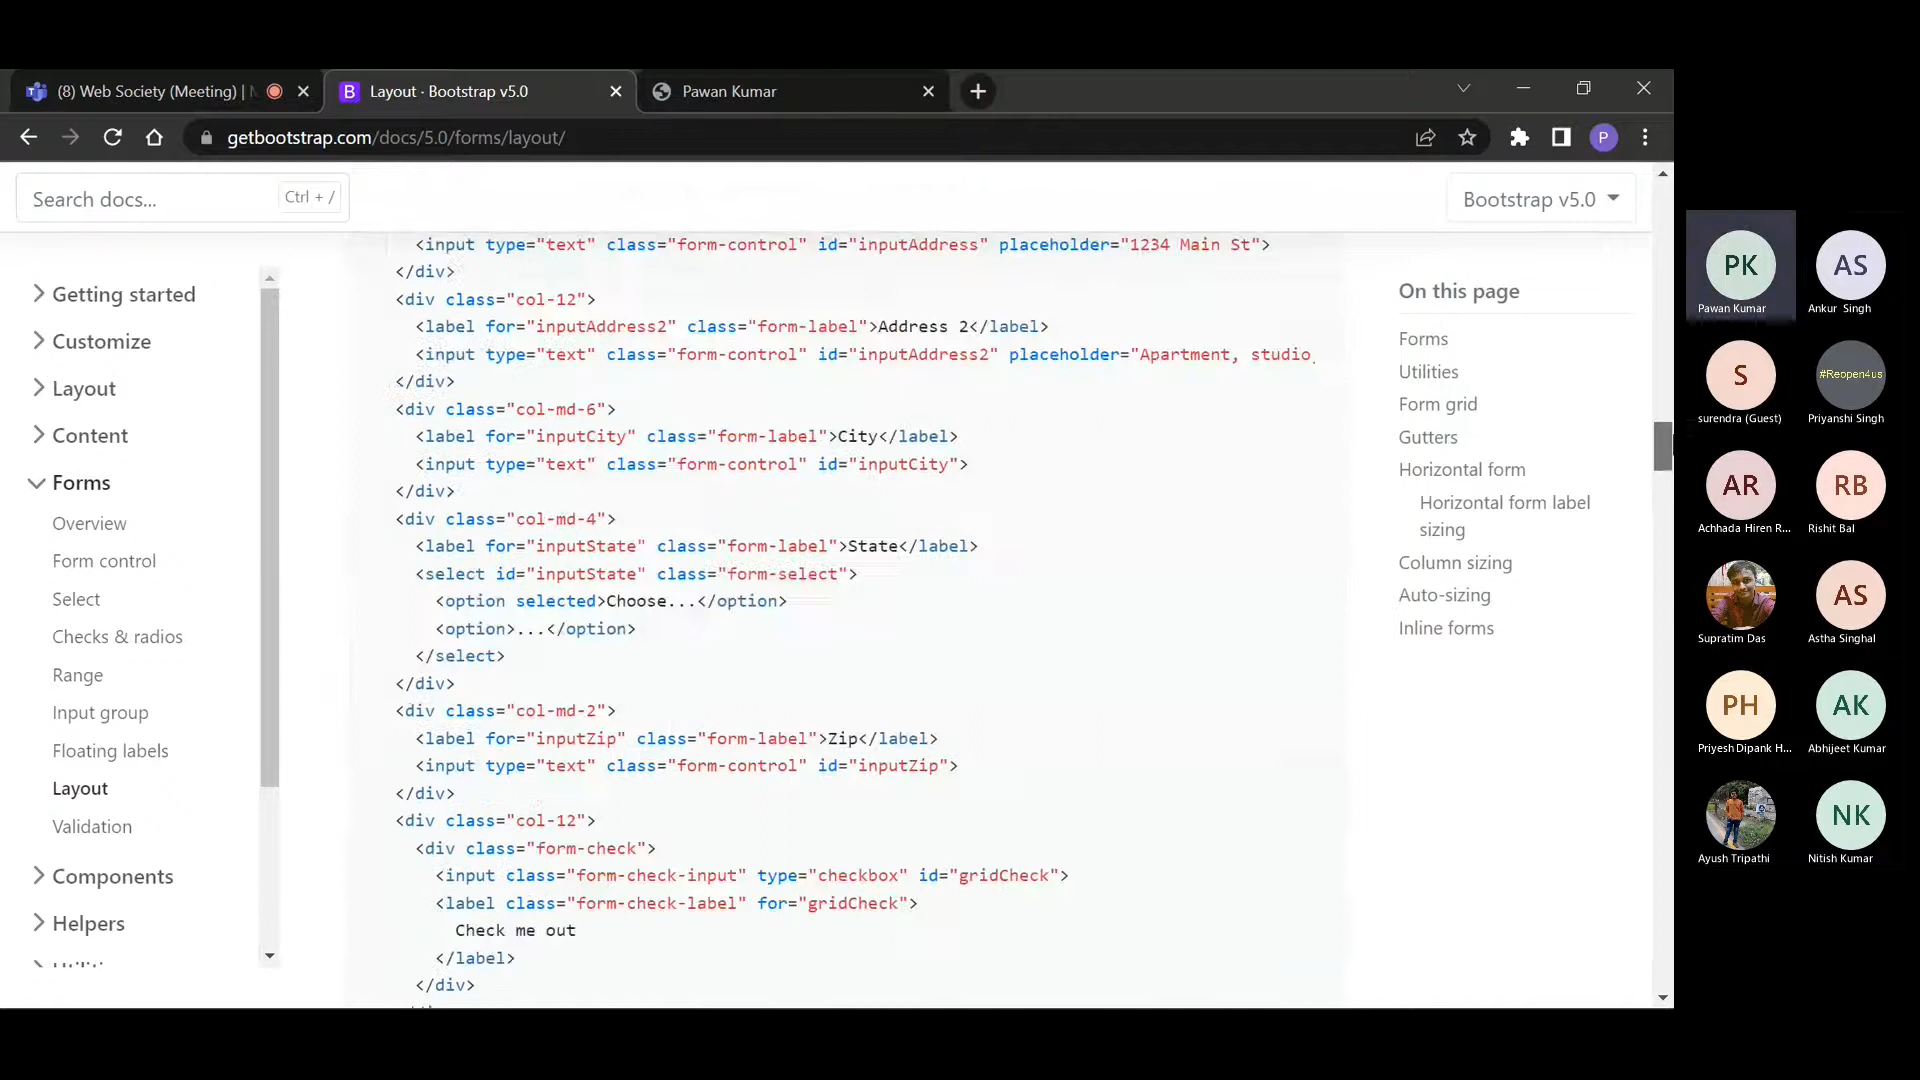 (8) Web Society (Meeting) |
Layout · Bootstrap v5.0
Pawan Kumar
getbootstrap.com/docs/5.0/forms/layout/
P
Search docs...
Ctrl + /
Bootstrap v5.0
Getting started
Customize
Layout
Content
Forms
Overview
Form control
Select
Checks & radios
Range
Input group
Floating labels
Layout
Validation
Components
Helpers
<input type="text" class="form-control" id="inputAddress" placeholder="1234 Main St">
</div>
<div class="col-12">
<label for="inputAddress2" class="form-label">Address 2</label>
<input type="text" class="form-control" id="inputAddress2" placeholder="Apartment, studio,
</div>
<div class="col-md-6">
<label for="inputCity" class="form-label">City</label>
<input type="text" class="form-control" id="inputCity">
</div>
<div class="col-md-4">
<label for="inputState" class="form-label">State</label>
<select id="inputState" class="form-select">
<option selected>Choose...</option>
<option>...</option>
</select>
</div>
<div class="col-md-2">
<label for="inputZip" class="form-label">Zip</label>
<input type="text" class="form-control" id="inputZip">
</div>
<div class="col-12">
<div class="form-check">
<input class="form-check-input" type="checkbox" id="gridCheck">
<label class="form-check-label" for="gridCheck">
Check me out
</label>
</div>
On this page
Forms
Utilities
Form grid
Gutters
Horizontal form
Horizontal form label
sizing
Column sizing
Auto-sizing
Inline forms
PK
Pawan Kumar
AS
Ankur Singh
S
surendra (Guest)
#Reopen4us
Priyanshi Singh
AR
Achhada Hiren R...
RB
Rishit Bal
Supratim Das
AS
Astha Singhal
PH
Priyesh Dipank H...
AK
Abhijeet Kumar
Ayush Tripathi
NK
Nitish Kumar